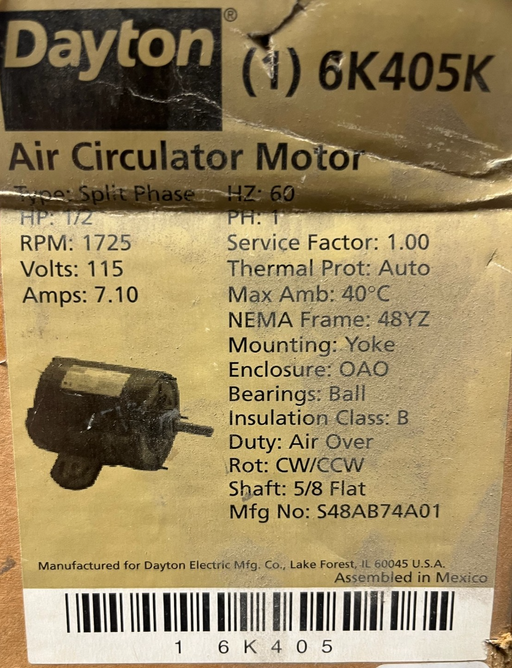 Dayton®
(1) 6K405K
Air Circulator Motor
Type: Split Phase HZ: 60
HP: 1/2 PH: 1
RPM: 1725 Service Factor: 1.00
Volts: 115 Thermal Prot: Auto
Amps: 7.10 Max Amb: 40°C
NEMA Frame: 48YZ
Mounting: Yoke
Enclosure: OAO
Bearings: Ball
Insulation Class: B
Duty: Air Over
Rot: CW/CCW
Shaft: 5/8 Flat
Mfg No: S48AB74A01
Manufactured for Dayton Electric Mfg. Co., Lake Forest, IL 60045 U.S.A.
Assembled in Mexico
1 6K405